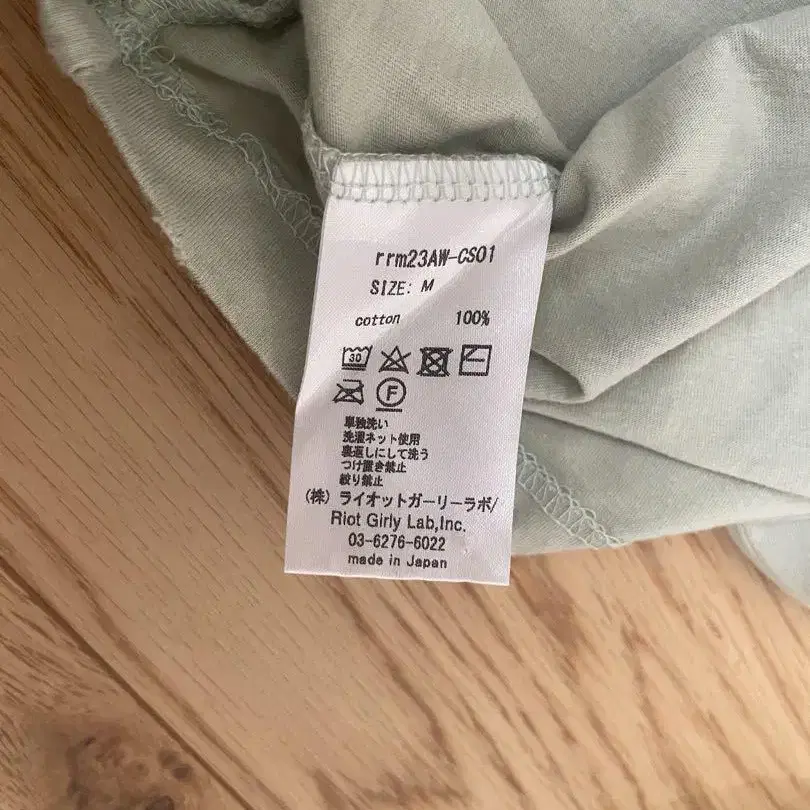 rrm23AW-CS01
SIZE: M
cotton 100%
30
F
単独洗い
洗濯ネット使用
裏返しにして洗う
つけ置き禁止
絞り禁止
（株）ライオットガーリーラボ/
Riot Girly Lab,Inc.
03-6276-6022
made in Japan